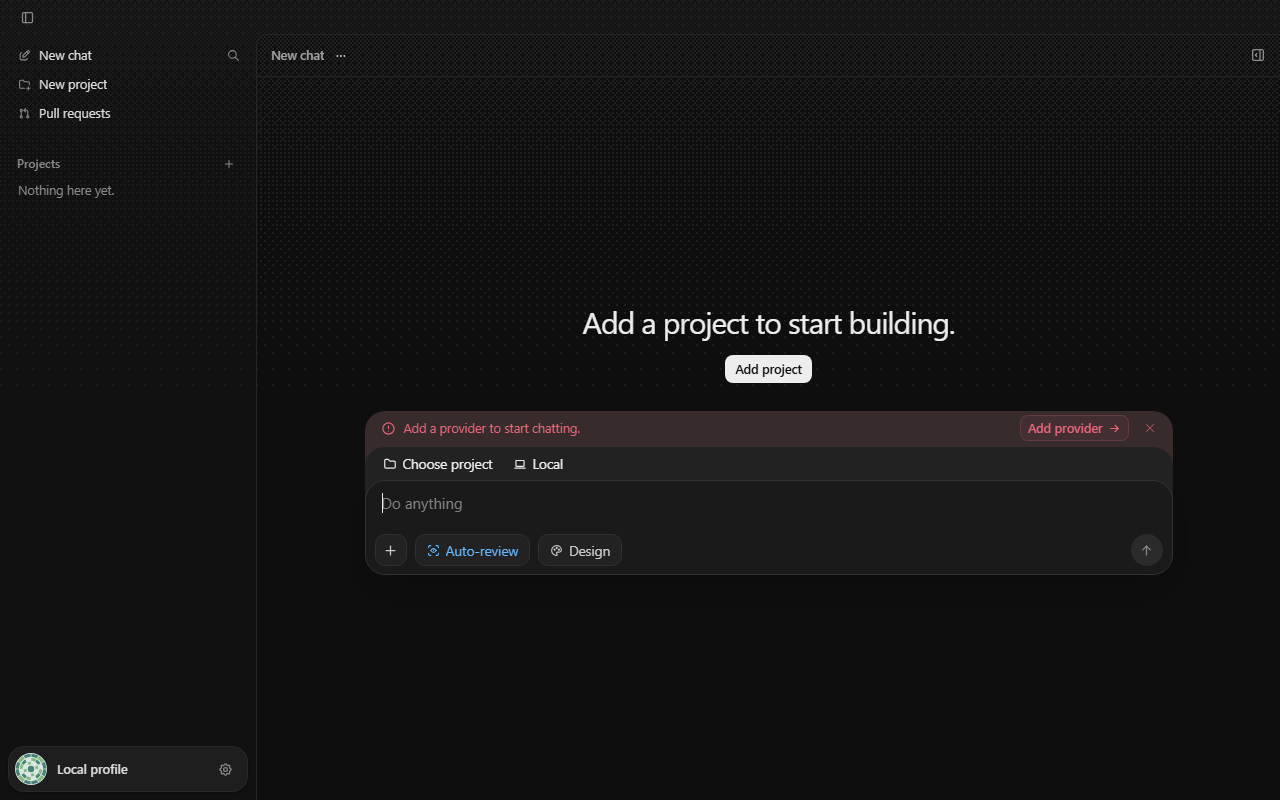 New chat
New project
Pull requests
Projects
Nothing here yet.
Local profile
New chat
Add a project to start building.
Add project
Add a provider to start chatting.
Add provider
Choose project
Local
Do anything
Auto-review
Design